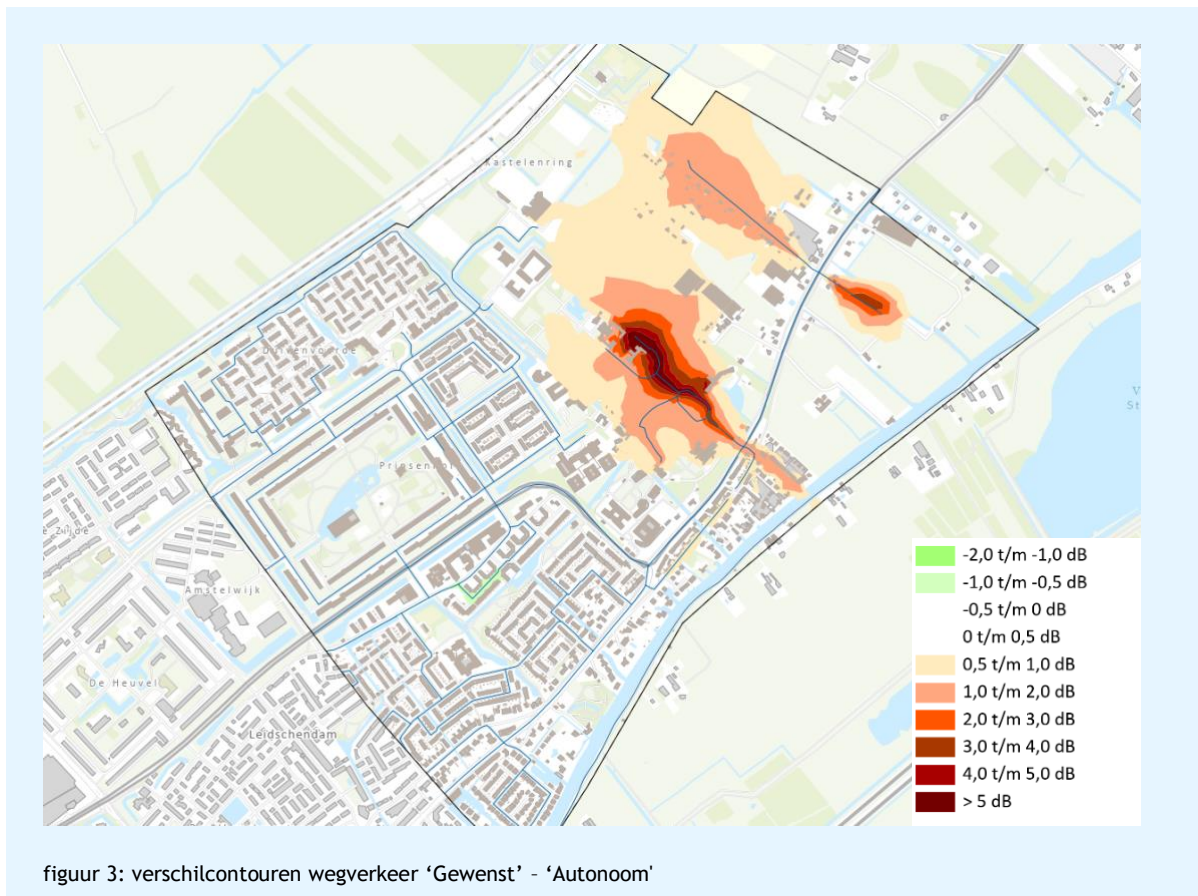 Kastelenring
Duivenvoorde
Prinsenhof
e Zijde
Amstelwijk
De Heuvel
Leidschendam
V
St
-2,0 t/m -1,0 dB
-1,0 t/m -0,5 dB
-0,5 t/m 0 dB
0 t/m 0,5 dB
0,5 t/m 1,0 dB
1,0 t/m 2,0 dB
2,0 t/m 3,0 dB
3,0 t/m 4,0 dB
4,0 t/m 5,0 dB
> 5 dB
figuur 3: verschilcontouren wegverkeer ‘Gewenst’ – ‘Autonoom'